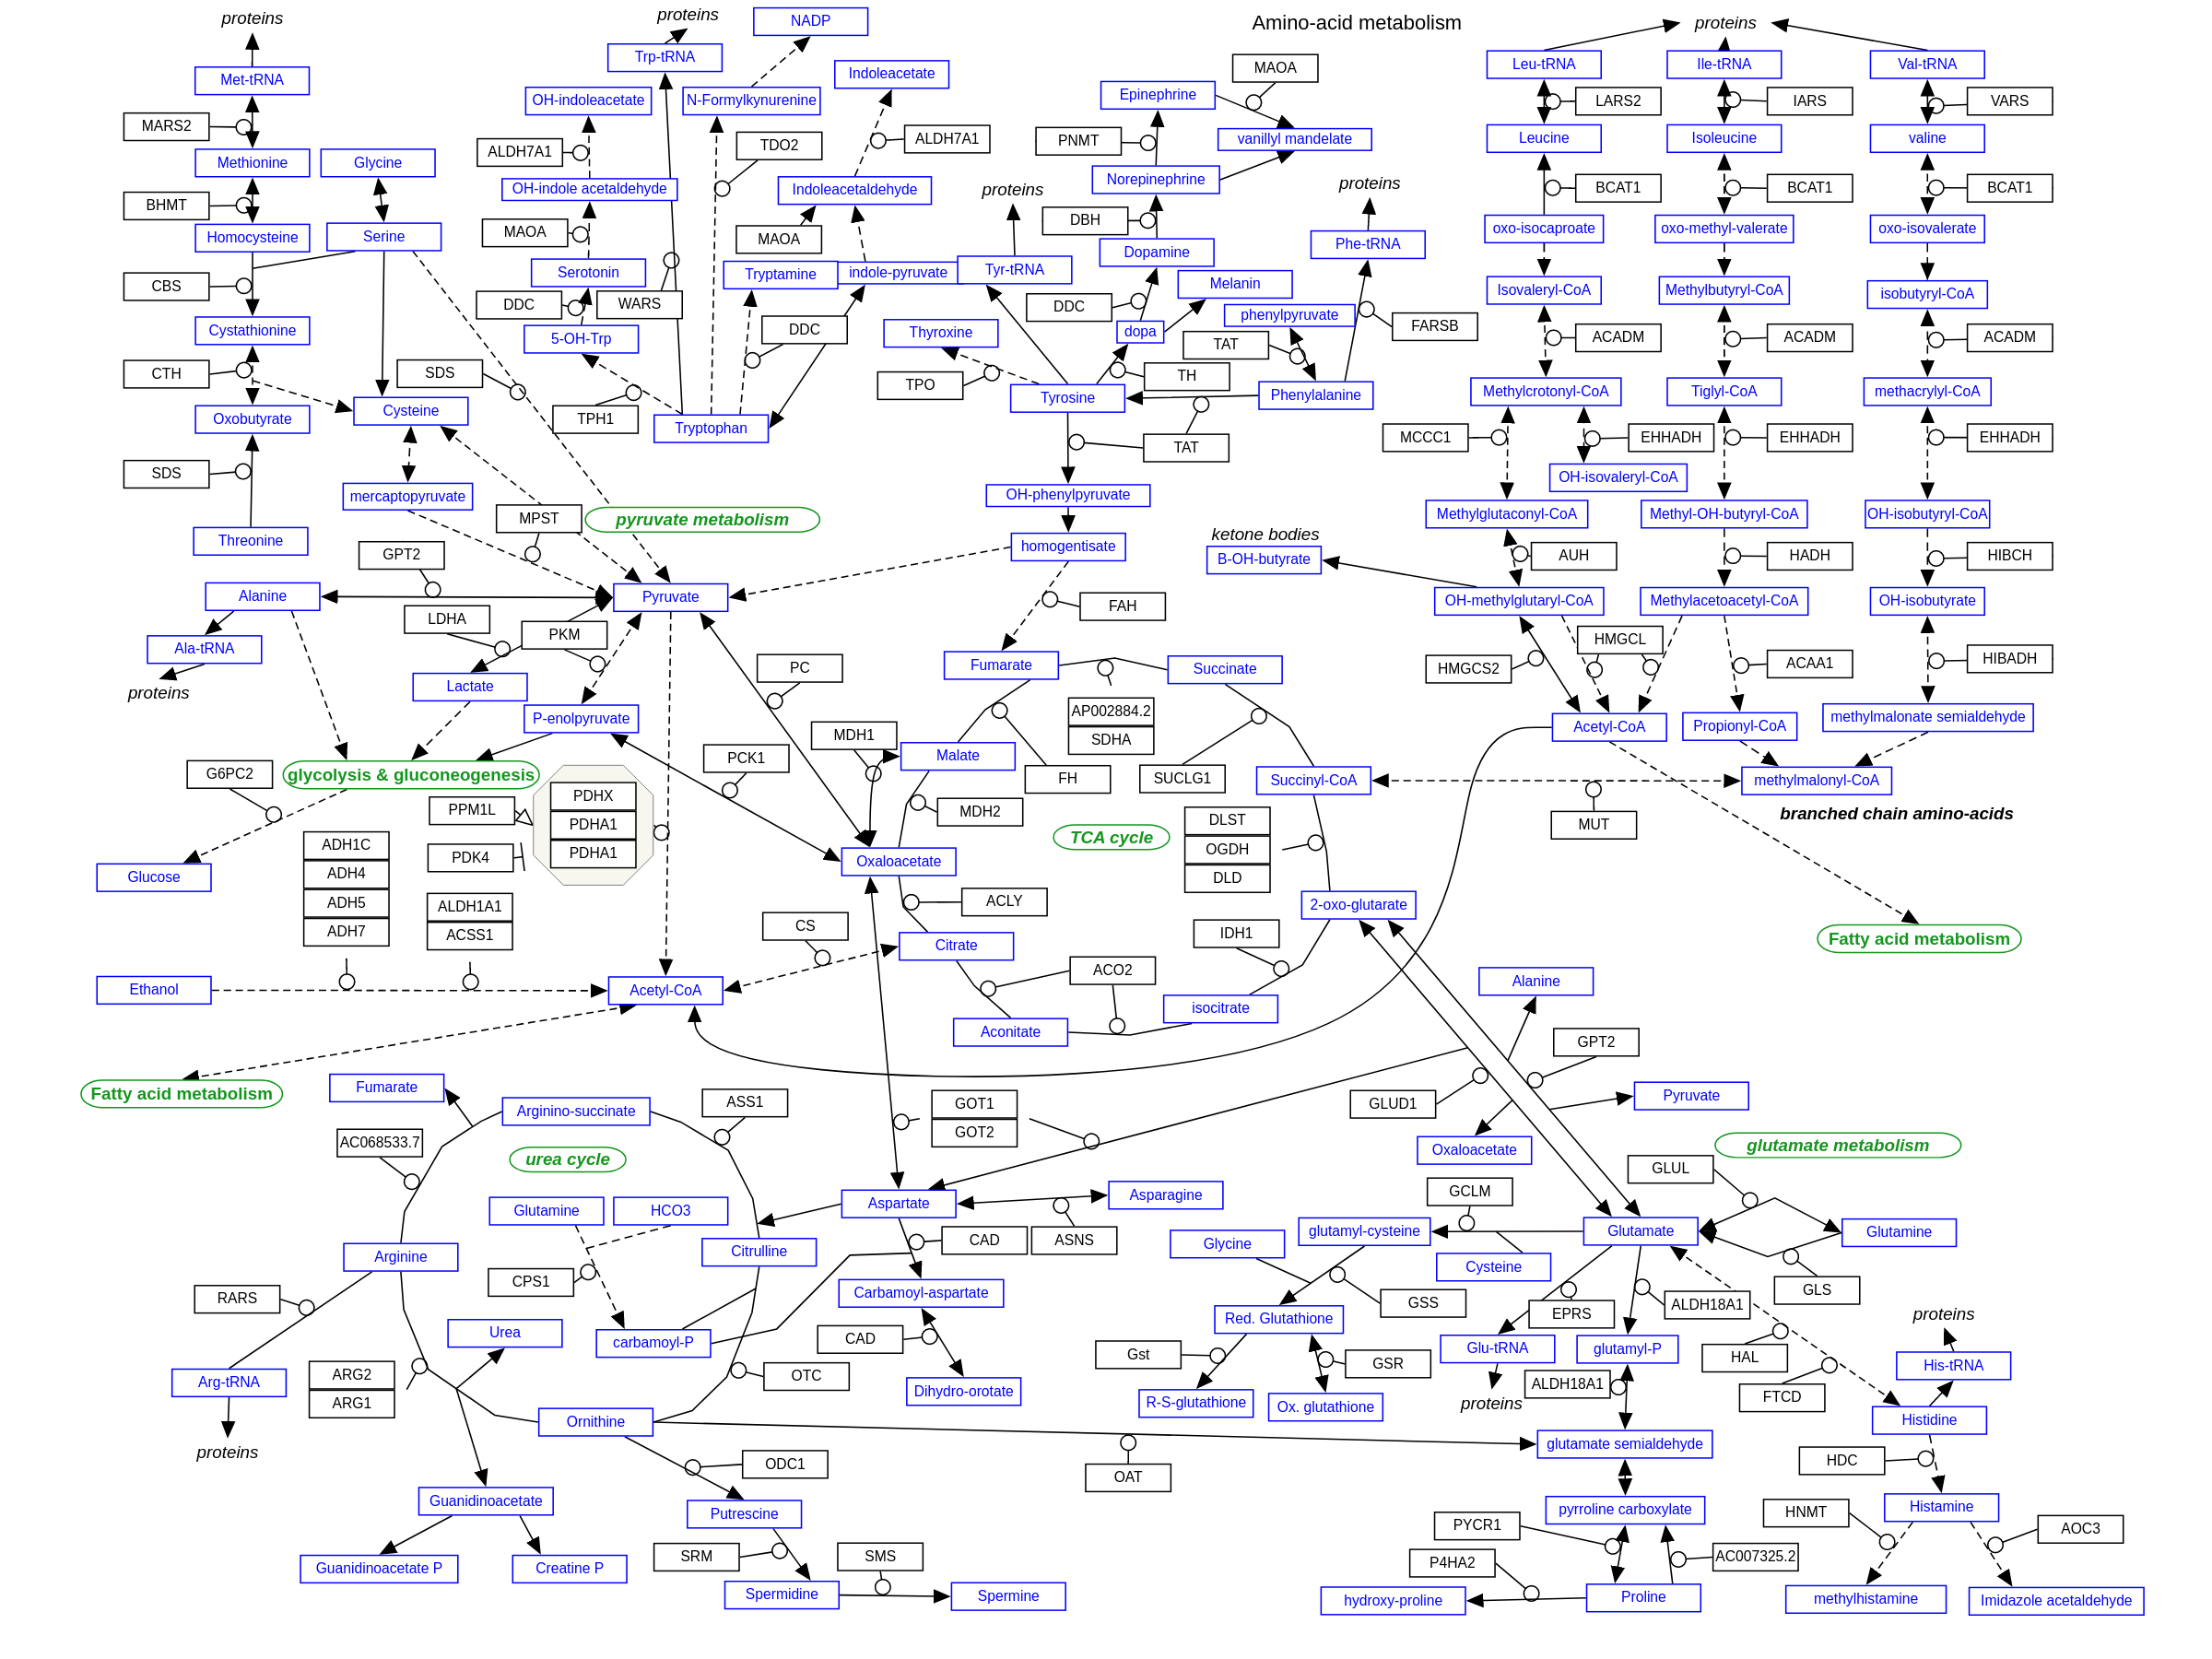 Amino-acid metabolism
proteins
proteins
NADP
proteins
Met-tRNA
Trp-tRNA
Indoleacetate
MAOA
Leu-tRNA
Ile-tRNA
Val-tRNA
OH-indoleacetate
N-Formylkynurenine
Epinephrine
LARS2
IARS
VARS
MARS2
ALDH7A1
TDO2
ALDH7A1
PNMT
vanillyl mandelate
Leucine
Isoleucine
valine
Methionine
Glycine
OH-indole acetaldehyde
Indoleacetaldehyde
proteins
Norepinephrine
proteins
BCAT1
BCAT1
BCAT1
BHMT
Homocysteine
Serine
MAOA
MAOA
DBH
Dopamine
Phe-tRNA
oxo-isocaproate
oxo-methyl-valerate
oxo-isovalerate
Serotonin
Tryptamine
indole-pyruvate
Tyr-tRNA
Melanin
CBS
DDC
WARS
DDC
phenylpyruvate
Isovaleryl-CoA
Methylbutyryl-CoA
isobutyryl-CoA
Cystathionine
5-OH-Trp
DDC
Thyroxine
dopa
TAT
FARSB
ACADM
ACADM
ACADM
CTH
SDS
TPO
TH
Oxobutyrate
Cysteine
TPH1
Tryptophan
Tyrosine
Phenylalanine
Methylcrotonyl-CoA
Tiglyl-CoA
methacrylyl-CoA
SDS
TAT
MCCC1
EHHADH
EHHADH
EHHADH
mercaptopyruvate
OH-phenylpyruvate
OH-isovaleryl-CoA
MPST
pyruvate metabolism
Methylglutaconyl-CoA
Methyl-OH-butyryl-CoA
OH-isobutyryl-CoA
Threonine
GPT2
homogentisate
ketone bodies
B-OH-butyrate
AUH
HADH
HIBCH
Alanine
Pyruvate
FAH
OH-methylglutaryl-CoA
Methylacetoacetyl-CoA
OH-isobutyrate
LDHA
PKM
Ala-tRNA
HMGCL
proteins
Lactate
PC
Fumarate
Succinate
HMGCS2
ACAA1
HIBADH
P-enolpyruvate
MDH1
AP002884.2
SDHA
Acetyl-CoA
Propionyl-CoA
methylmalonate semialdehyde
PCK1
Malate
G6PC2
glycolysis & gluconeogenesis
FH
SUCLG1
Succinyl-CoA
methylmalonyl-CoA
PPM1L
PDHX
PDHA1
PDHA1
MDH2
DLST
OGDH
DLD
MUT
branched chain amino-acids
TCA cycle
ADH1C
ADH4
ADH5
ADH7
PDK4
Glucose
Oxaloacetate
ALDH1A1
ACSS1
ACLY
2-oxo-glutarate
CS
Citrate
IDH1
Fatty acid metabolism
Ethanol
Acetyl-CoA
ACO2
Alanine
isocitrate
Aconitate
GPT2
Fatty acid metabolism
Fumarate
Arginino-succinate
ASS1
GOT1
GOT2
GLUD1
Pyruvate
AC068533.7
urea cycle
Oxaloacetate
glutamate metabolism
GLUL
Glutamine
HCO3
Aspartate
Asparagine
GCLM
Arginine
Citrulline
CAD
ASNS
Glycine
glutamyl-cysteine
Glutamate
Glutamine
CPS1
Cysteine
RARS
Carbamoyl-aspartate
GSS
GLS
Urea
carbamoyl-P
CAD
Red. Glutathione
EPRS
ALDH18A1
proteins
Glu-tRNA
glutamyl-P
Gst
GSR
HAL
His-tRNA
Arg-tRNA
ARG2
ARG1
OTC
Dihydro-orotate
R-S-glutathione
Ox. glutathione
ALDH18A1
FTCD
proteins
proteins
Ornithine
glutamate semialdehyde
Histidine
ODC1
OAT
HDC
Guanidinoacetate
Putrescine
pyrroline carboxylate
Histamine
PYCR1
HNMT
AOC3
SRM
SMS
P4HA2
AC007325.2
Guanidinoacetate P
Creatine P
Spermidine
Spermine
hydroxy-proline
Proline
methylhistamine
Imidazole acetaldehyde